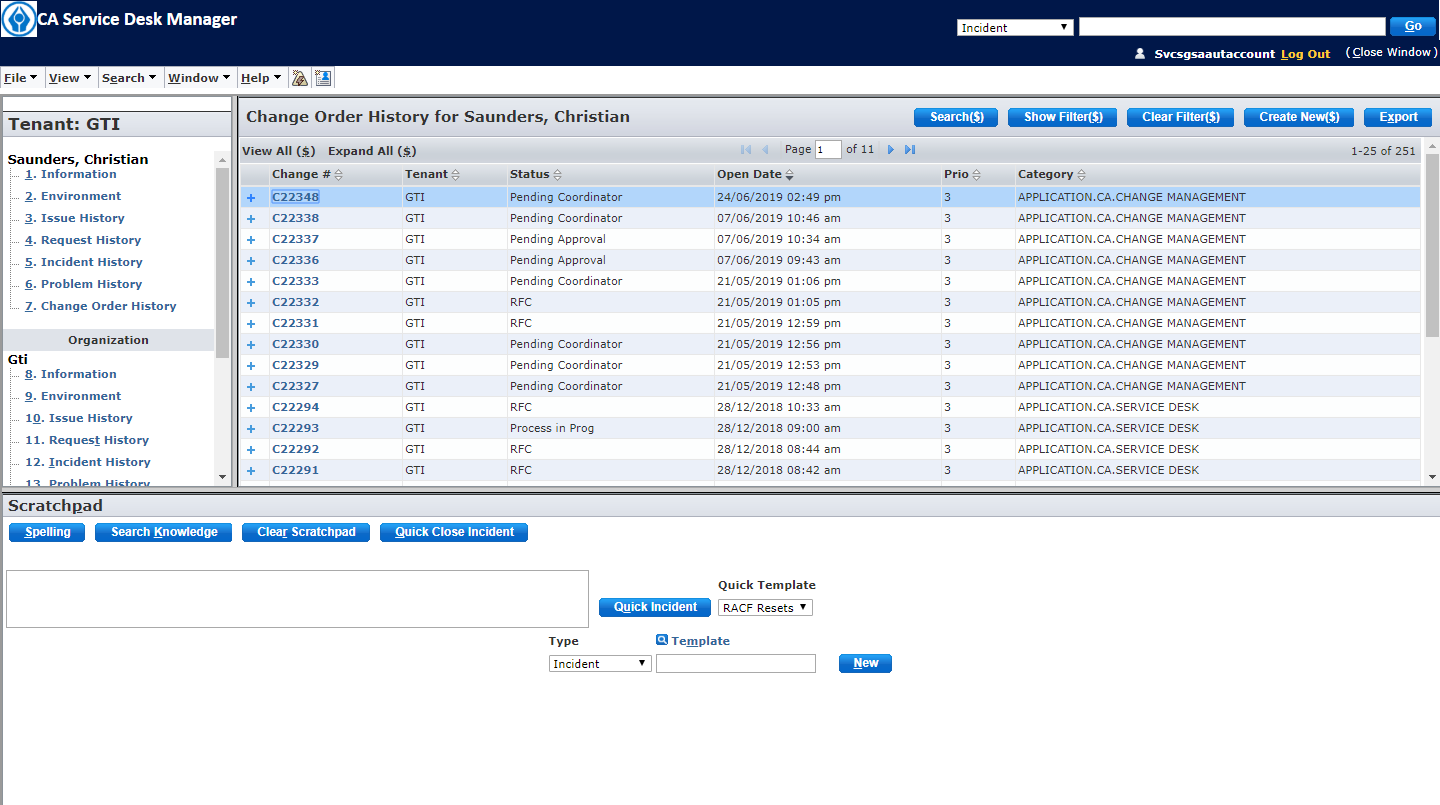 CA Service Desk Manager
Incident
Go
Svcsgsaautaccount Log Out (Close Window)
File View Search Window Help
Tenant: GTI
Saunders, Christian
1. Information
2. Environment
3. Issue History
4. Request History
5. Incident History
6. Problem History
7. Change Order History
Organization
Gti
8. Information
9. Environment
10. Issue History
11. Request History
12. Incident History
13. Problem History
Change Order History for Saunders, Christian
Search($) Show Filter($) Clear Filter($) Create New($) Export
View All ($) Expand All ($) Page 1 of 11 1-25 of 251
Change # Tenant Status Open Date Prio Category
C22348 GTI Pending Coordinator 24/06/2019 02:49 pm 3 APPLICATION.CA.CHANGE MANAGEMENT
C22338 GTI Pending Coordinator 07/06/2019 10:46 am 3 APPLICATION.CA.CHANGE MANAGEMENT
C22337 GTI Pending Approval 07/06/2019 10:34 am 3 APPLICATION.CA.CHANGE MANAGEMENT
C22336 GTI Pending Approval 07/06/2019 09:43 am 3 APPLICATION.CA.CHANGE MANAGEMENT
C22333 GTI Pending Coordinator 21/05/2019 01:06 pm 3 APPLICATION.CA.CHANGE MANAGEMENT
C22332 GTI RFC 21/05/2019 01:05 pm 3 APPLICATION.CA.CHANGE MANAGEMENT
C22331 GTI RFC 21/05/2019 12:59 pm 3 APPLICATION.CA.CHANGE MANAGEMENT
C22330 GTI Pending Coordinator 21/05/2019 12:56 pm 3 APPLICATION.CA.CHANGE MANAGEMENT
C22329 GTI Pending Coordinator 21/05/2019 12:53 pm 3 APPLICATION.CA.CHANGE MANAGEMENT
C22327 GTI Pending Coordinator 21/05/2019 12:48 pm 3 APPLICATION.CA.CHANGE MANAGEMENT
C22294 GTI RFC 28/12/2018 10:33 am 3 APPLICATION.CA.SERVICE DESK
C22293 GTI Process in Prog 28/12/2018 09:00 am 3 APPLICATION.CA.SERVICE DESK
C22292 GTI RFC 28/12/2018 08:44 am 3 APPLICATION.CA.SERVICE DESK
C22291 GTI RFC 28/12/2018 08:42 am 3 APPLICATION.CA.SERVICE DESK
Scratchpad
Spelling Search Knowledge Clear Scratchpad Quick Close Incident
Quick Template
Quick Incident RACF Resets
Type Template
Incident New